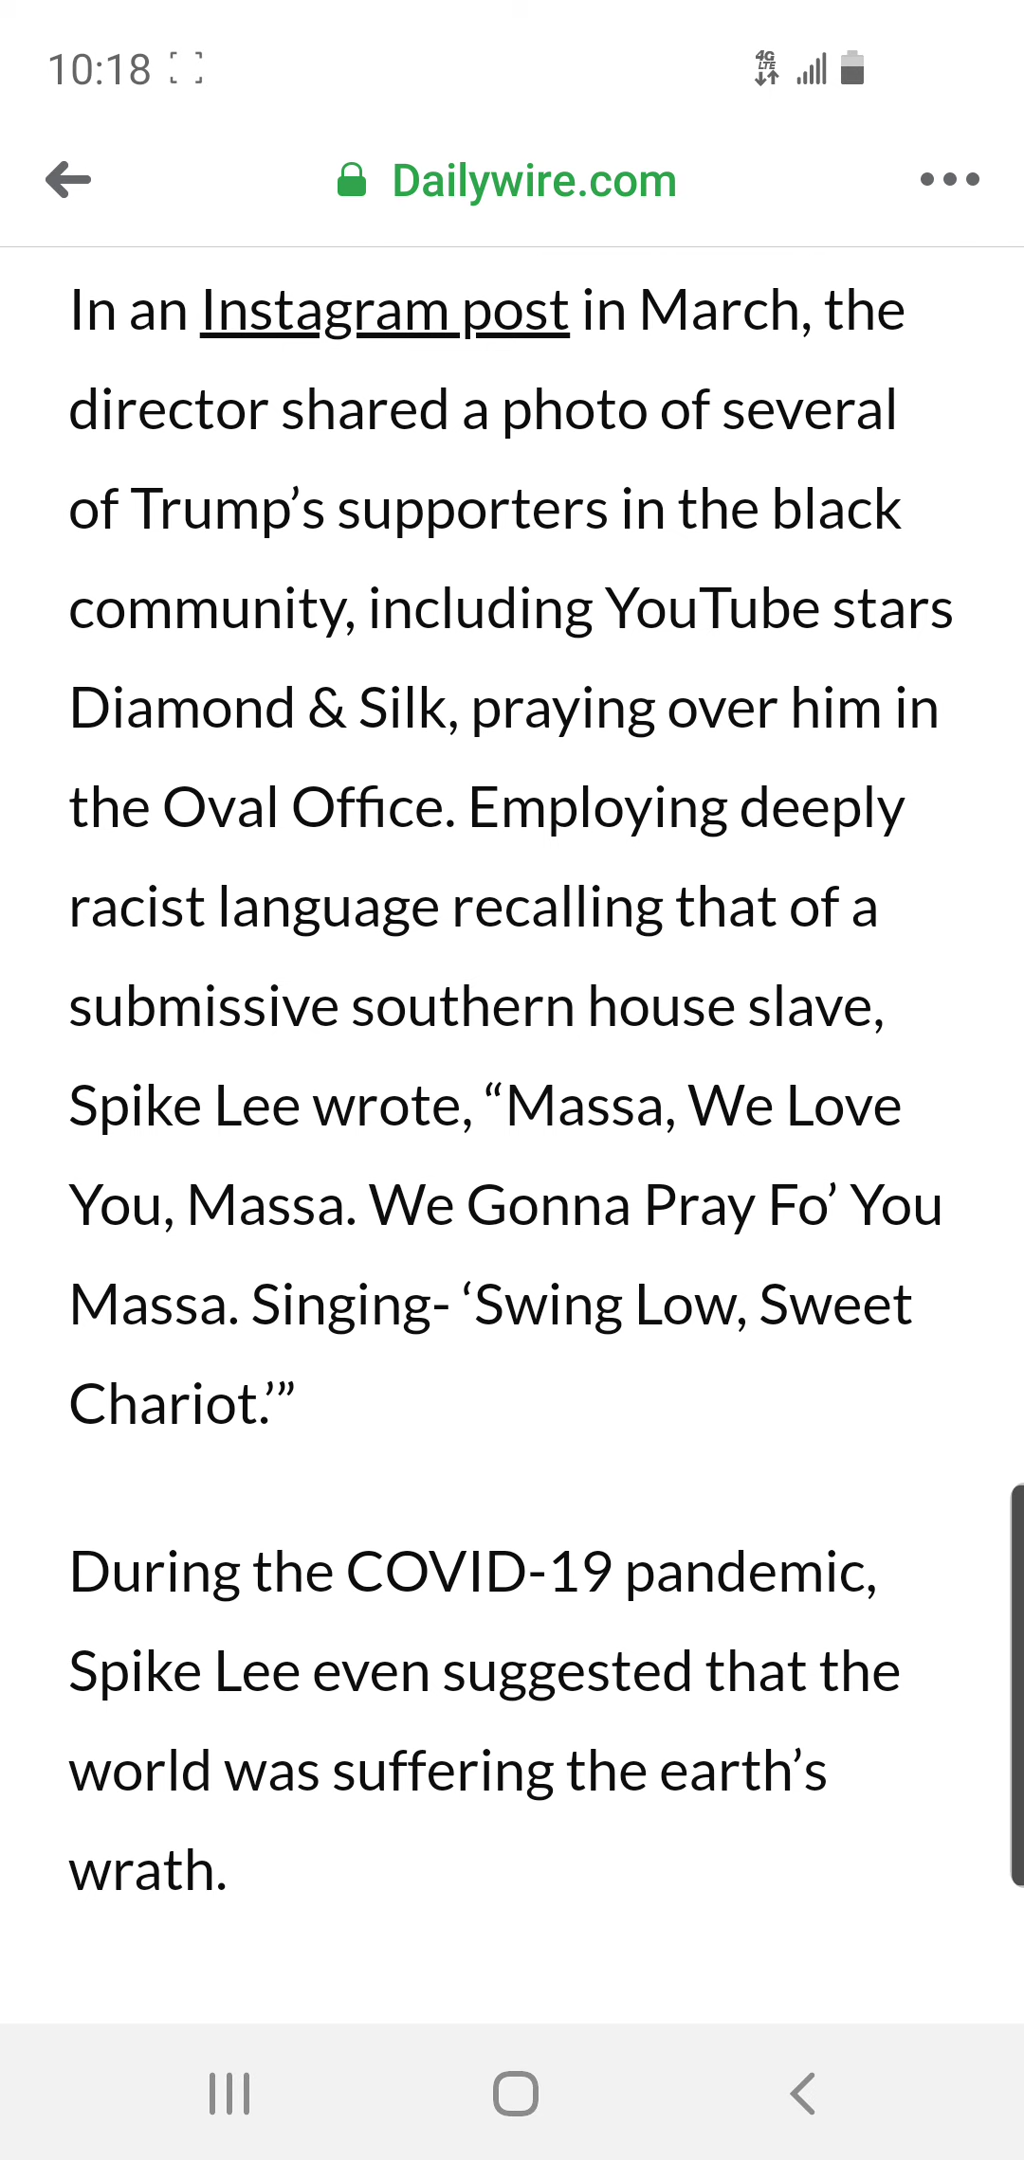 10:18
4G LTE
Dailywire.com
In an Instagram post in March, the
director shared a photo of several
of Trump’s supporters in the black
community, including YouTube stars
Diamond & Silk, praying over him in
the Oval Office. Employing deeply
racist language recalling that of a
submissive southern house slave,
Spike Lee wrote, “Massa, We Love
You, Massa. We Gonna Pray Fo’ You
Massa. Singing- ‘Swing Low, Sweet
Chariot.’”
During the COVID-19 pandemic,
Spike Lee even suggested that the
world was suffering the earth’s
wrath.